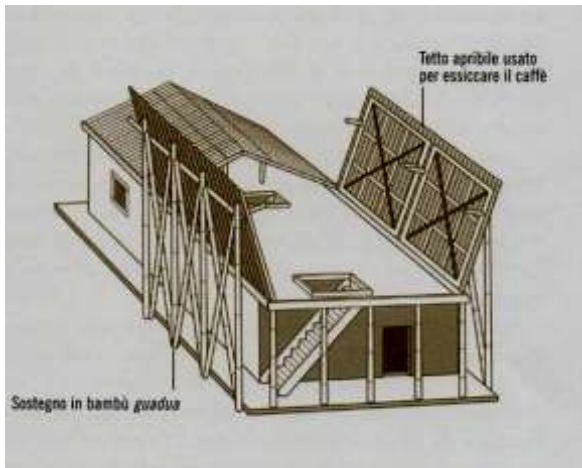 Tetto apribile usato
per essiccare il caffè
Sostegno in bambù guadua